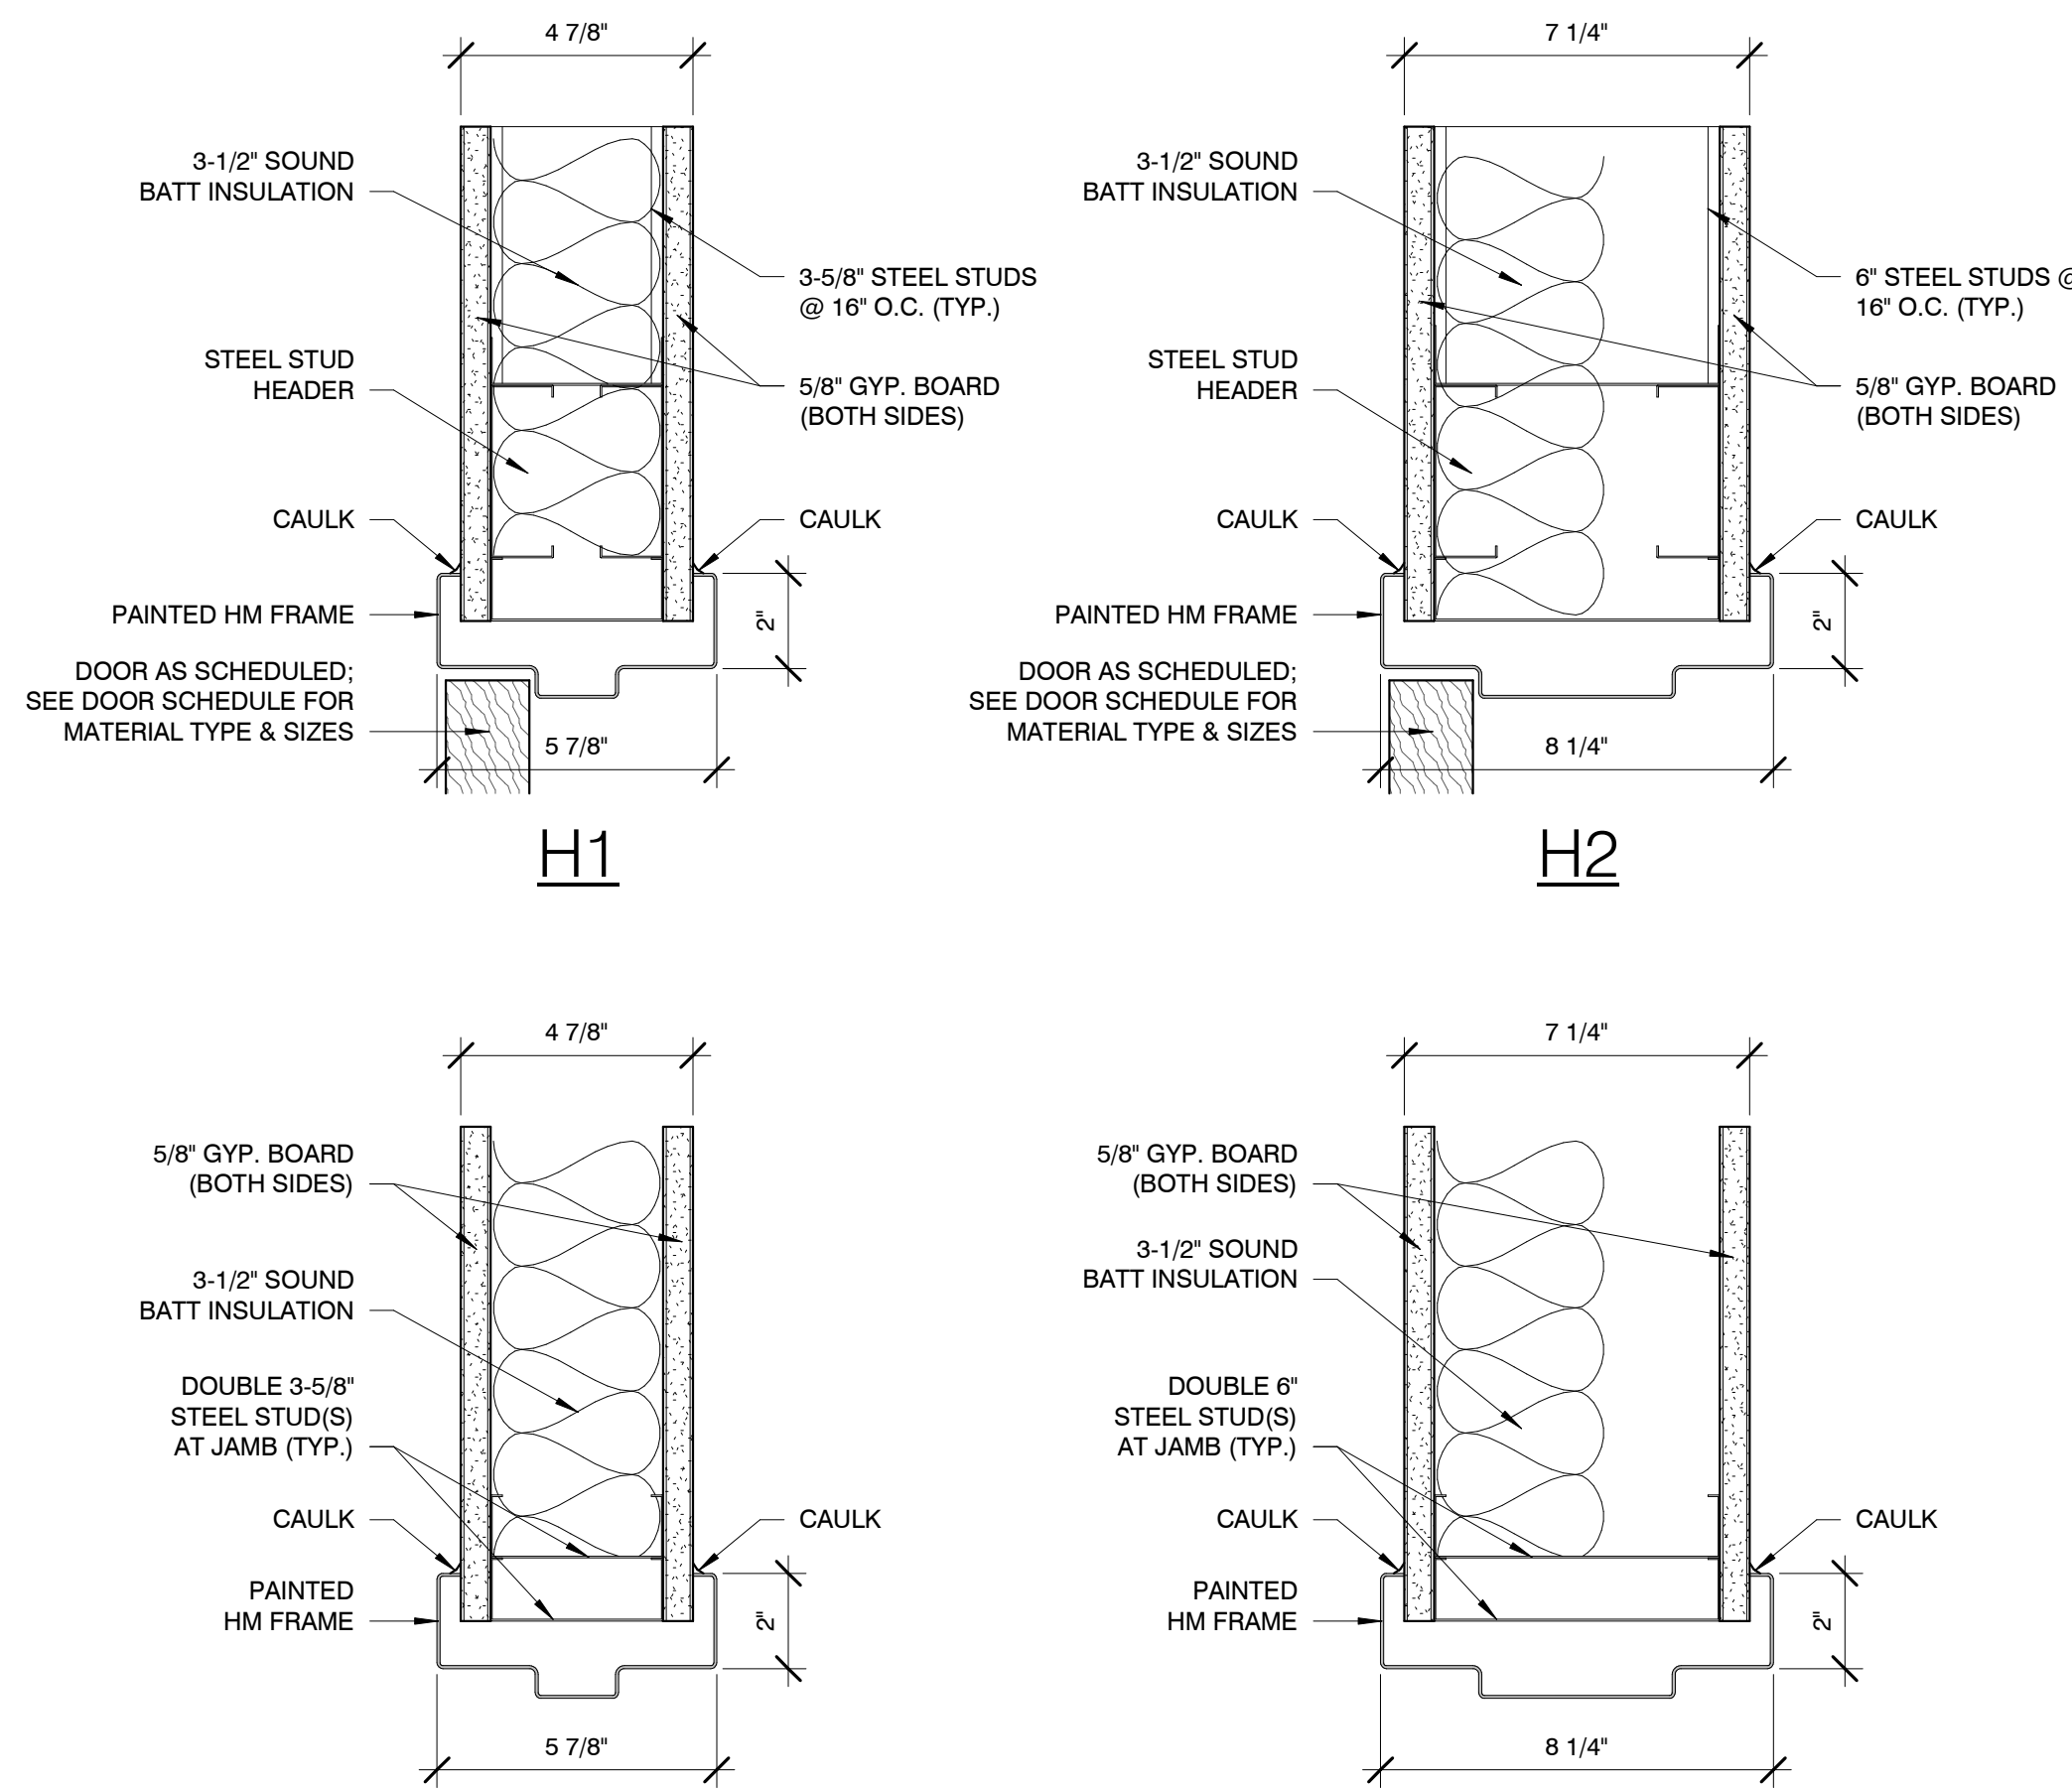 4 7/8"
3-1/2" SOUND
BATT INSULATION
3-5/8" STEEL STUDS
@ 16" O.C. (TYP.)
STEEL STUD
HEADER
5/8" GYP. BOARD
(BOTH SIDES)
CAULK
CAULK
PAINTED HM FRAME
2"
DOOR AS SCHEDULED;
SEE DOOR SCHEDULE FOR
MATERIAL TYPE & SIZES
5 7/8"
H1
7 1/4"
3-1/2" SOUND
BATT INSULATION
6" STEEL STUDS @
16" O.C. (TYP.)
STEEL STUD
HEADER
5/8" GYP. BOARD
(BOTH SIDES)
CAULK
CAULK
PAINTED HM FRAME
2"
DOOR AS SCHEDULED;
SEE DOOR SCHEDULE FOR
MATERIAL TYPE & SIZES
8 1/4"
H2
4 7/8"
5/8" GYP. BOARD
(BOTH SIDES)
3-1/2" SOUND
BATT INSULATION
DOUBLE 3-5/8"
STEEL STUD(S)
AT JAMB (TYP.)
CAULK
CAULK
PAINTED
HM FRAME
2"
5 7/8"
7 1/4"
5/8" GYP. BOARD
(BOTH SIDES)
3-1/2" SOUND
BATT INSULATION
DOUBLE 6"
STEEL STUD(S)
AT JAMB (TYP.)
CAULK
CAULK
PAINTED
HM FRAME
2"
8 1/4"